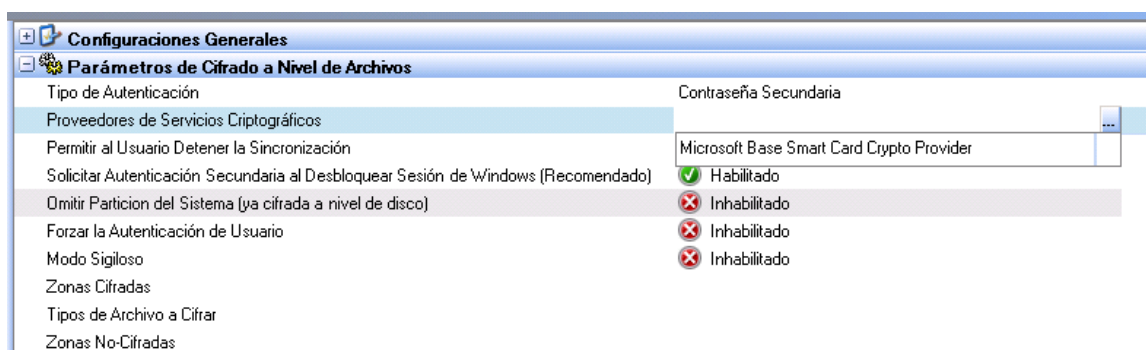 Configuraciones Generales
Parámetros de Cifrado a Nivel de Archivos
Tipo de Autenticación Contraseña Secundaria
Proveedores de Servicios Criptográficos ...
Permitir al Usuario Detener la Sincronización Microsoft Base Smart Card Crypto Provider
Solicitar Autenticación Secundaria al Desbloquear Sesión de Windows (Recomendado) Habilitado
Omitir Particion del Sistema (ya cifrada a nivel de disco) Inhabilitado
Forzar la Autenticación de Usuario Inhabilitado
Modo Sigiloso Inhabilitado
Zonas Cifradas
Tipos de Archivo a Cifrar
Zonas No-Cifradas